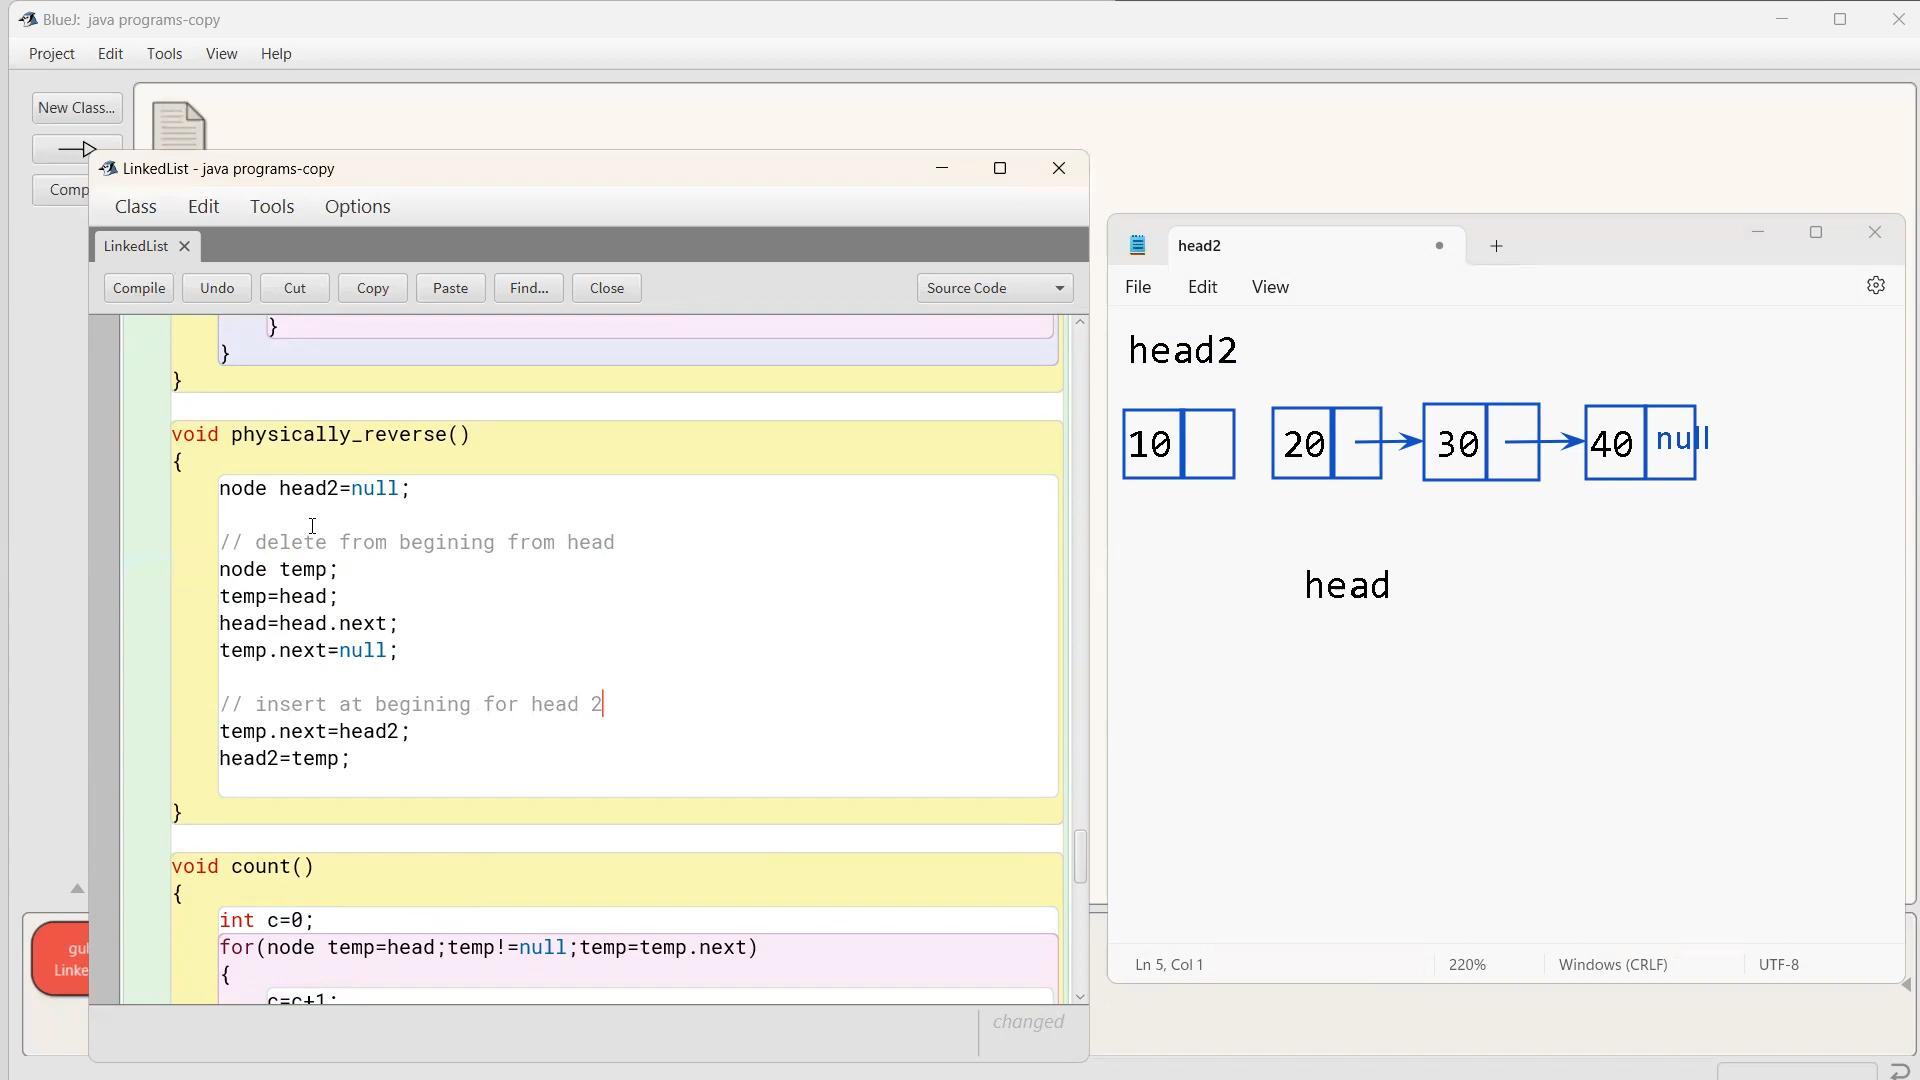 BlueJ: java programs-copy
Project Edit Tools View Help
New Class...
Comp
LinkedList - java programs-copy
Class Edit Tools Options
LinkedList
Compile Undo Cut Copy Paste Find... Close Source Code
}
}
}
void physically_reverse()
{
node head2=null;
// delete from begining from head
node temp;
temp=head;
head=head.next;
temp.next=null;
// insert at begining for head 2
temp.next=head2;
head2=temp;
}
void count()
{
int c=0;
for(node temp=head;temp!=null;temp=temp.next)
{
c=c+1;
changed
gul
Linke
head2
File Edit View
head2
10 20 30 40 null
head
Ln 5, Col 1 220% Windows (CRLF) UTF-8